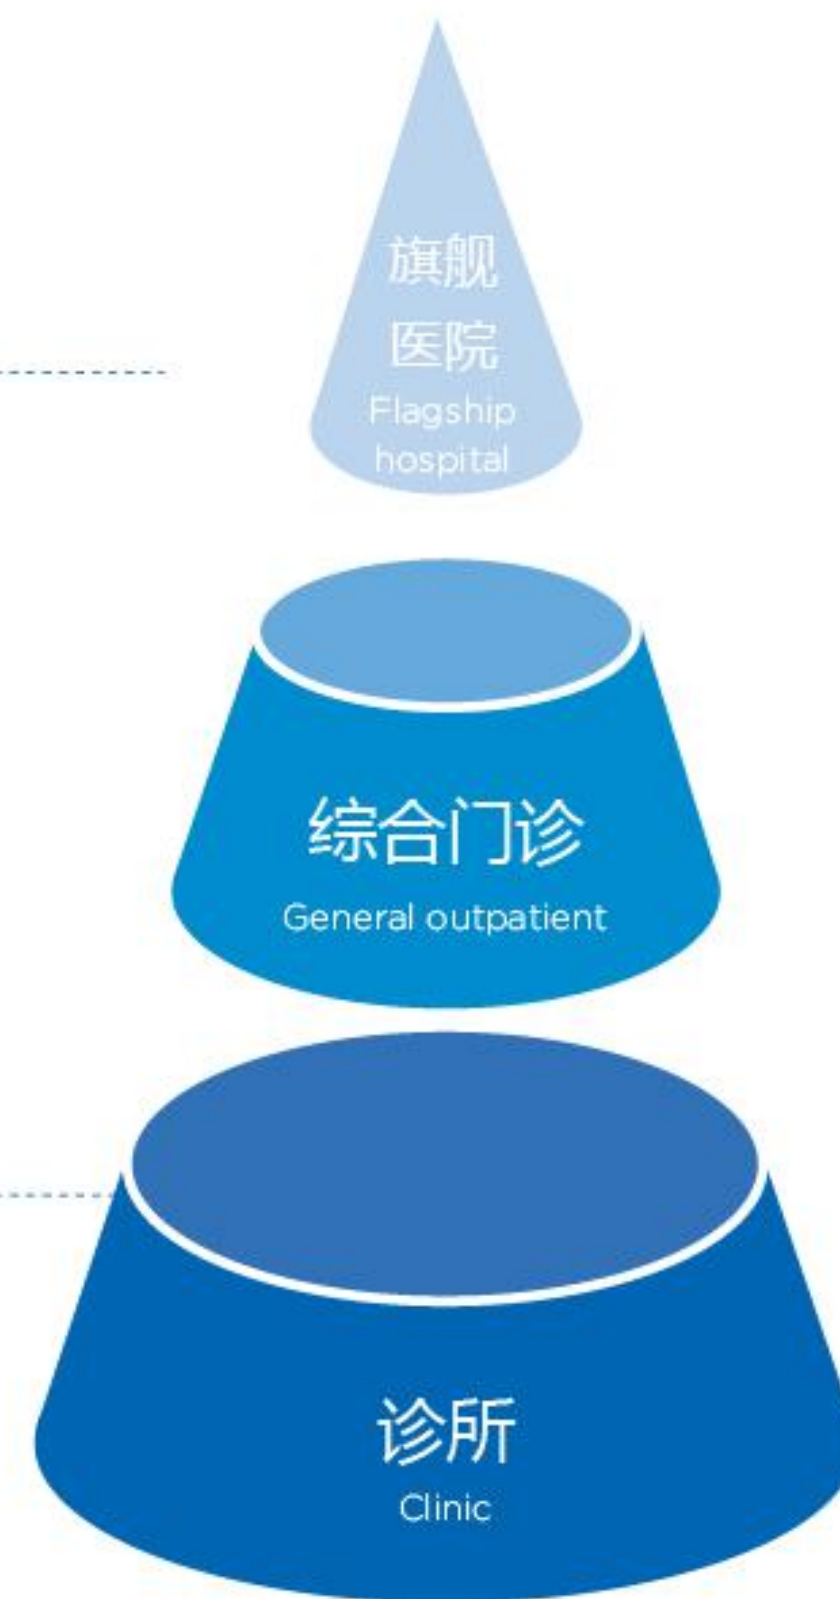 旗舰
医院
Flagship
hospital
综合门诊
General outpatient
诊所
Clinic